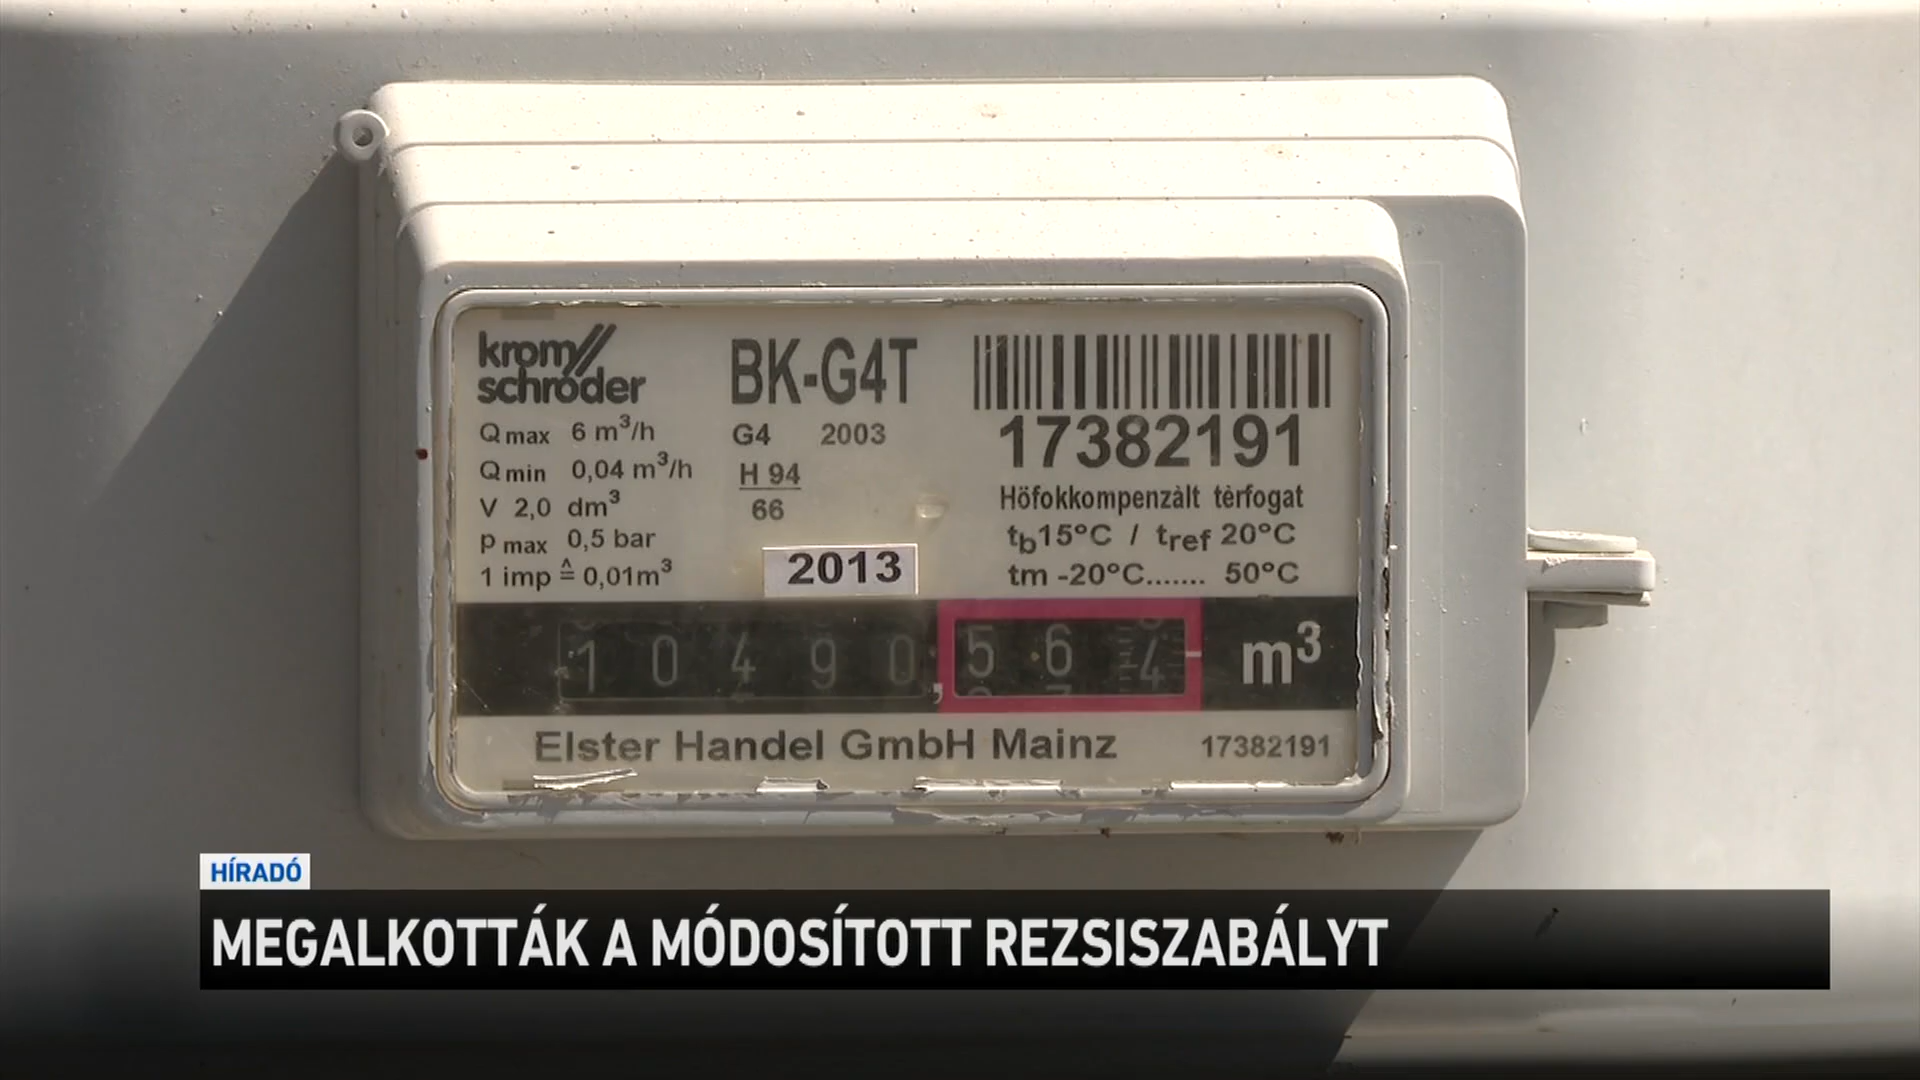 krom//
schröder
BK-G4T
17382191
Qmax 6 m³/h
G4 2003
Qmin 0,04 m³/h
H 94
66
V 2,0 dm³
pmax 0,5 bar
1 imp ≙ 0,01m³
2013
Höfokkompenzàlt tèrfogat
tb15°C / tref 20°C
tm -20°C....... 50°C
10490,564 m³
Elster Handel GmbH Mainz 17382191
HÍRADÓ
MEGALKOTTÁK A MÓDOSÍTOTT REZSISZABÁLYT